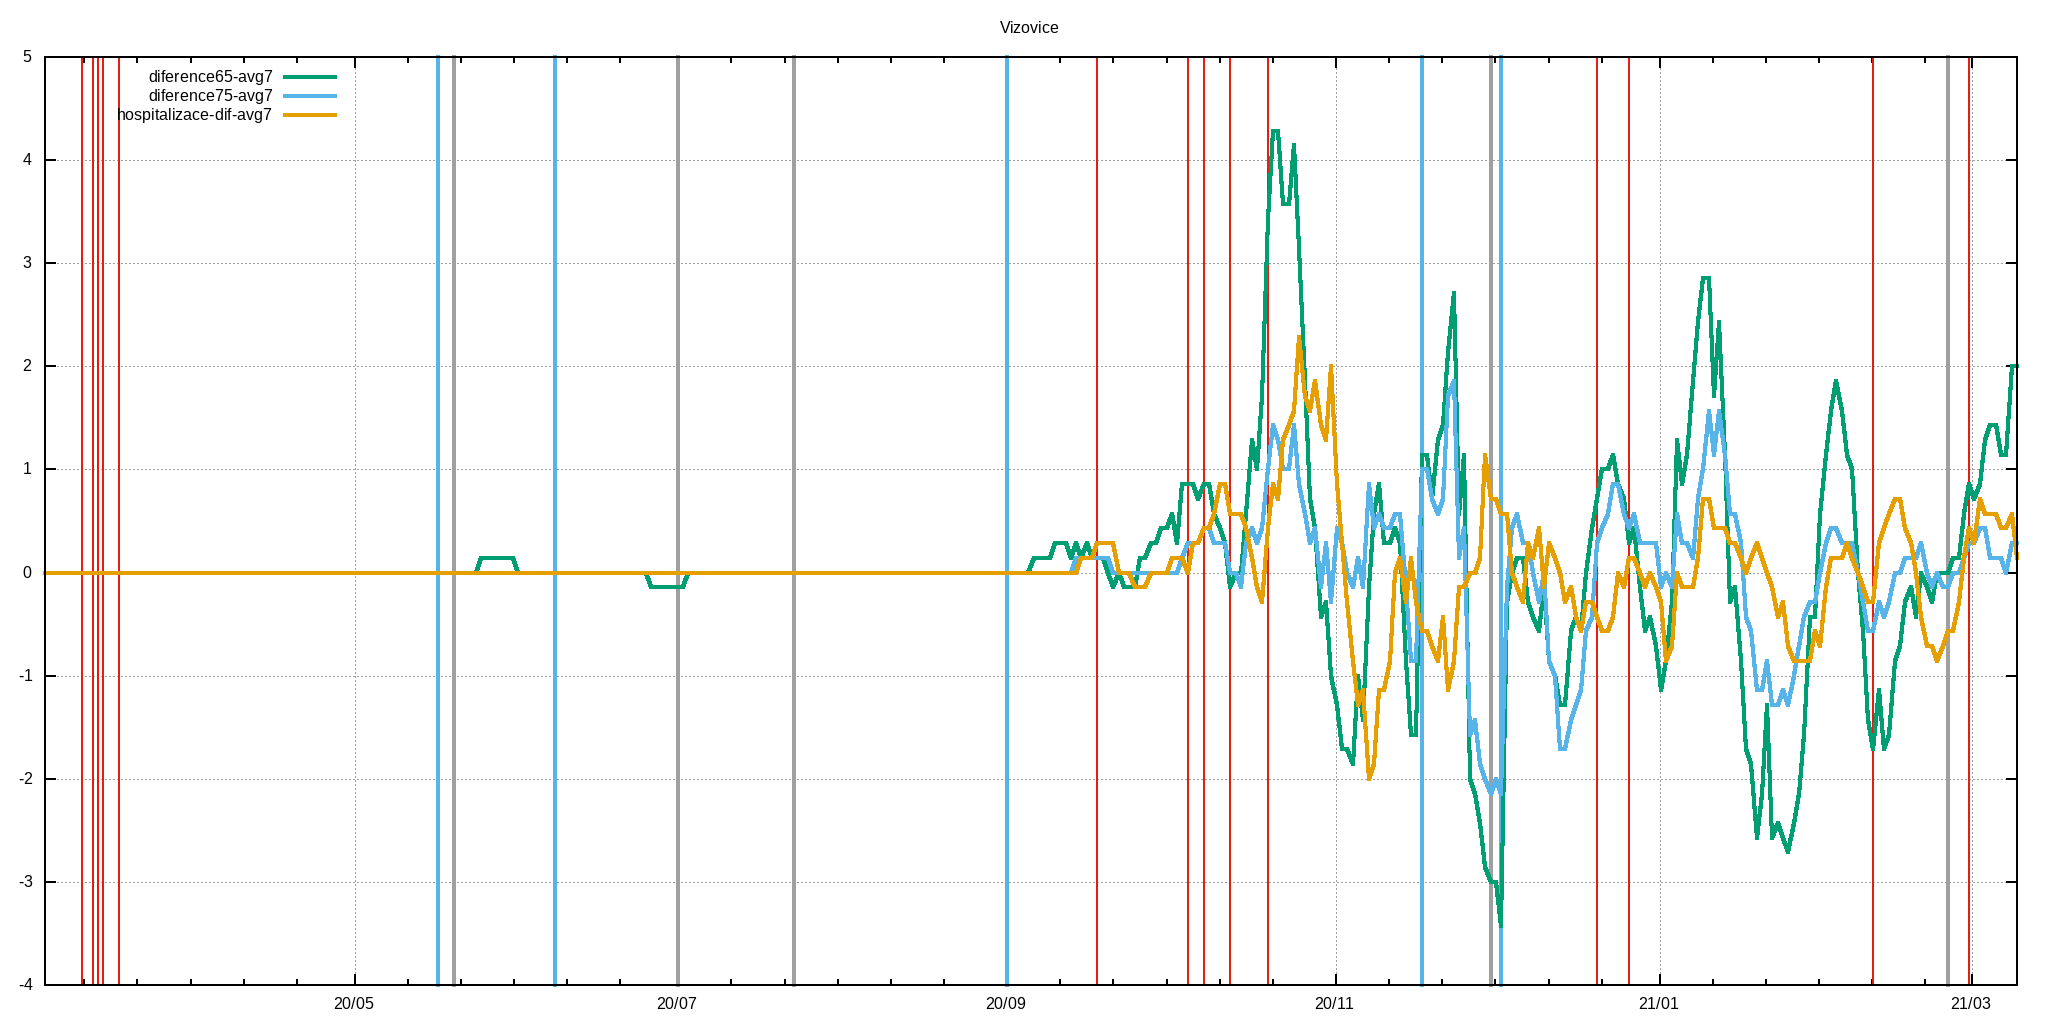 Vizovice
diference65-avg7
diference75-avg7
hospitalizace-dif-avg7
5
4
3
2
1
0
-1
-2
-3
-4
20/05 20/07 20/09 20/11 21/01 21/03